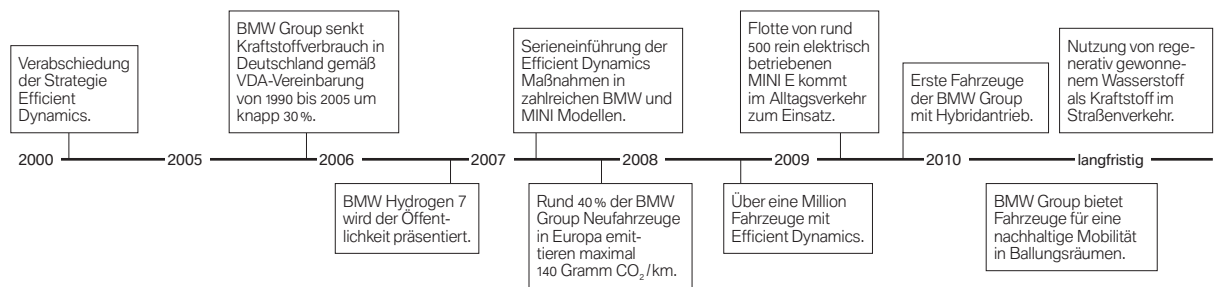 Verabschiedung
der Strategie
Efficient
Dynamics.
BMW Group senkt
Kraftstoffverbrauch in
Deutschland gemäß
VDA-Vereinbarung
von 1990 bis 2005 um
knapp 30 %.
Serieneinführung der
Efficient Dynamics
Maßnahmen in
zahlreichen BMW und
MINI Modellen.
Flotte von rund
500 rein elektrisch
betriebenen
MINI E kommt
im Alltagsverkehr
zum Einsatz.
Erste Fahrzeuge
der BMW Group
mit Hybridantrieb.
Nutzung von rege-
nerativ gewonne-
nem Wasserstoff
als Kraftstoff im
Straßenverkehr.
2000 2005 2006 2007 2008 2009 2010 langfristig
BMW Hydrogen 7
wird der Öffent-
lichkeit präsentiert.
Rund 40 % der BMW
Group Neufahrzeuge
in Europa emit-
tieren maximal
140 Gramm CO₂/km.
Über eine Million
Fahrzeuge mit
Efficient Dynamics.
BMW Group bietet
Fahrzeuge für eine
nachhaltige Mobilität
in Ballungsräumen.